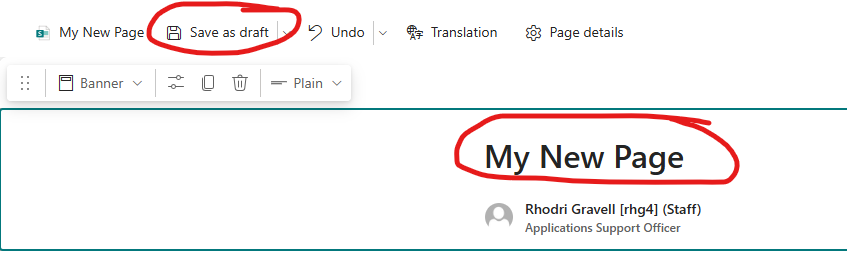 My New Page Save as draft Undo Translation Page details
Banner Plain
My New Page
Rhodri Gravell [rhg4] (Staff)
Applications Support Officer